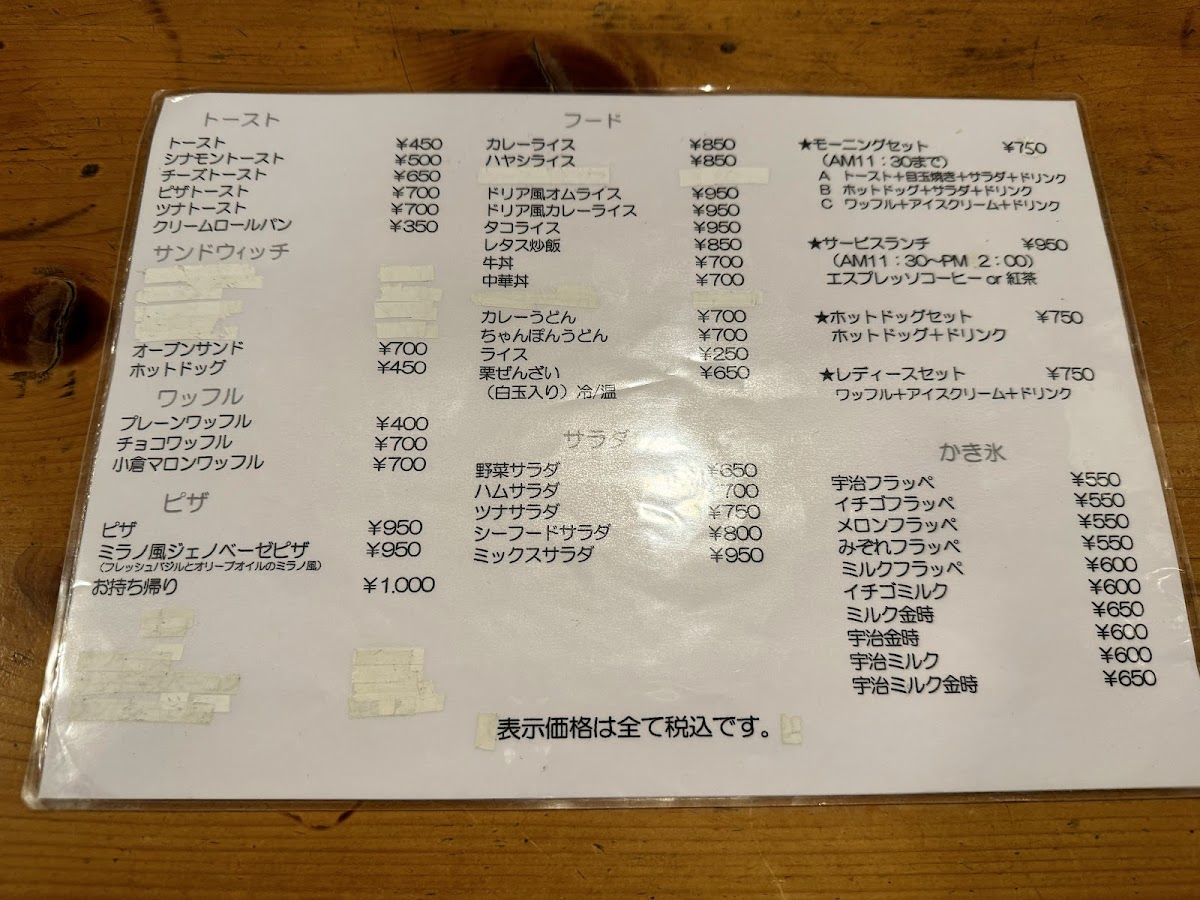 トースト
トースト ¥450
シナモントースト ¥500
チーズトースト ¥650
ピザトースト ¥700
ツナトースト ¥700
クリームロールパン ¥350
サンドウィッチ
オープンサンド ¥700
ホットドッグ ¥450
ワッフル
プレーンワッフル ¥400
チョコワッフル ¥700
小倉マロンワッフル ¥700
ピザ
ピザ ¥950
ミラノ風ジェノベーゼピザ ¥950
(フレッシュバジルとオリーブオイルのミラノ風)
お持ち帰り ¥1,000
フード
カレーライス ¥850
ハヤシライス ¥850
ドリア風オムライス ¥950
ドリア風カレーライス ¥950
タコライス ¥950
レタス炒飯 ¥850
牛丼 ¥700
中華丼 ¥700
カレーうどん ¥700
ちゃんぽんうどん ¥700
ライス ¥250
栗ぜんざい ¥650
(白玉入り)冷/温
サラダ
野菜サラダ ¥650
ハムサラダ 700
ツナサラダ ¥750
シーフードサラダ ¥800
ミックスサラダ ¥950
★モーニングセット ¥750
(AM11:30まで)
A トースト+目玉焼き+サラダ+ドリンク
B ホットドッグ+サラダ+ドリンク
C ワッフル+アイスクリーム+ドリンク
★サービスランチ ¥950
(AM11:30~PM 2:00)
エスプレッソコーヒー or 紅茶
★ホットドッグセット ¥750
ホットドッグ+ドリンク
★レディースセット ¥750
ワッフル+アイスクリーム+ドリンク
かき氷
宇治フラッペ ¥550
イチゴフラッペ ¥550
メロンフラッペ ¥550
みぞれフラッペ ¥550
ミルクフラッペ ¥600
イチゴミルク ¥600
ミルク金時 ¥650
宇治金時 ¥600
宇治ミルク ¥600
宇治ミルク金時 ¥650
表示価格は全て税込です。